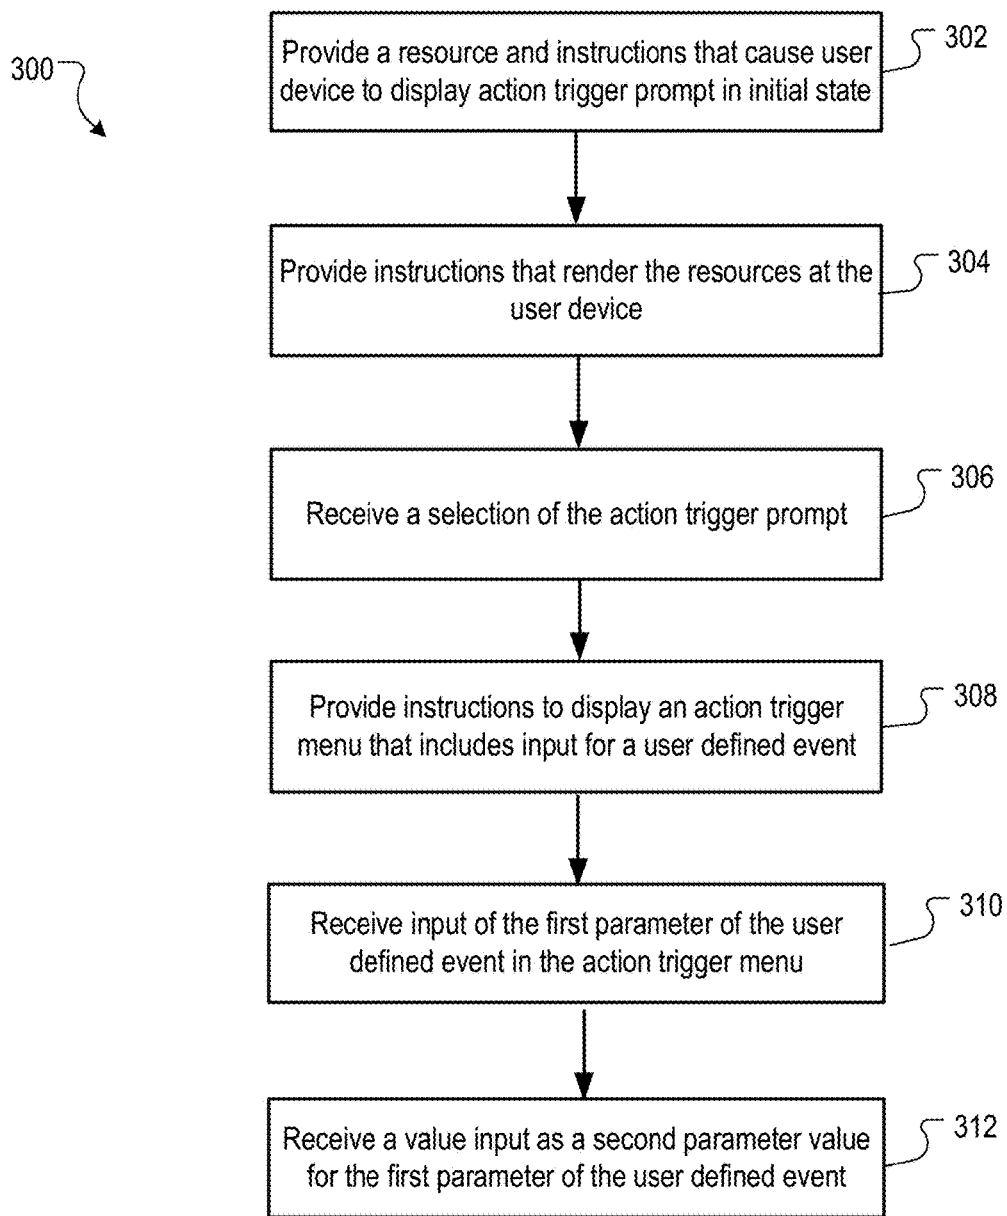 300
Provide a resource and instructions that cause user
device to display action trigger prompt in initial state
302
Provide instructions that render the resources at the
user device
304
Receive a selection of the action trigger prompt
306
Provide instructions to display an action trigger
menu that includes input for a user defined event
308
Receive input of the first parameter of the user
defined event in the action trigger menu
310
Receive a value input as a second parameter value
for the first parameter of the user defined event
312